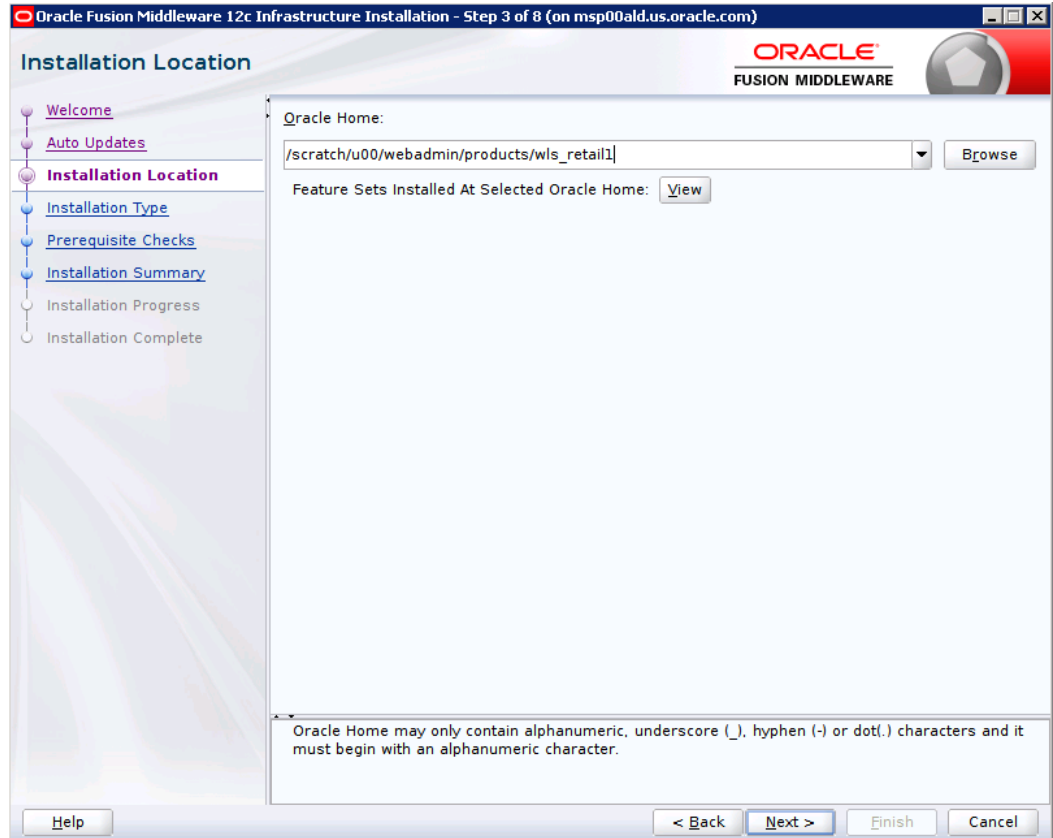 Oracle Fusion Middleware 12c Infrastructure Installation - Step 3 of 8 (on msp00ald.us.oracle.com)
Installation Location
ORACLE
FUSION MIDDLEWARE
Welcome
Auto Updates
Installation Location
Installation Type
Prerequisite Checks
Installation Summary
Installation Progress
Installation Complete
Oracle Home:
/scratch/u00/webadmin/products/wls_retail1
Browse
Feature Sets Installed At Selected Oracle Home: View
Oracle Home may only contain alphanumeric, underscore (_), hyphen (-) or dot(.) characters and it
must begin with an alphanumeric character.
Help
< Back
Next >
Finish
Cancel